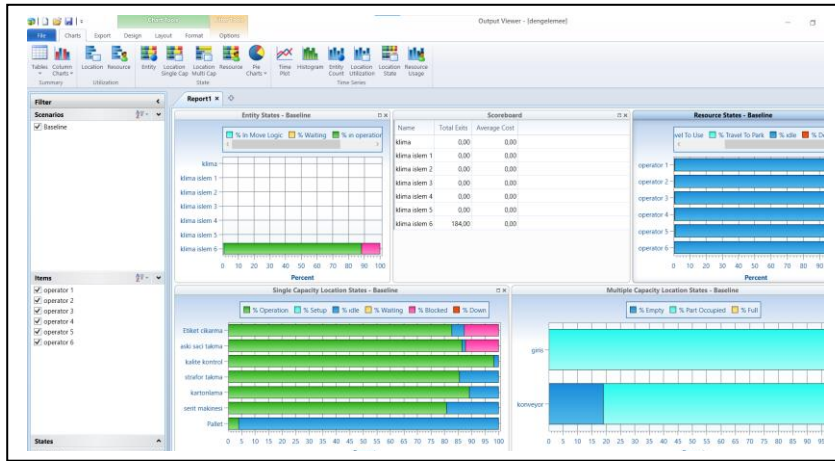 Output Viewer - [dengelemee]
File Charts Export Design Layout Format Options
Tables Column Charts Location Resource Entity Location Single Cap Location Multi Cap Resource Pie Charts Time Plot Histogram Entity Count Location Utilization Location State Resource Usage
Summary Utilization State Time Series
Filter
Scenarios
Baseline
Items
operator 1
operator 2
operator 3
operator 4
operator 5
operator 6
States
Report1
Entity States - Baseline
% In Move Logic % Waiting % In operation
klima
klima islem 1
klima islem 2
klima islem 3
klima islem 4
klima islem 5
klima islem 6
0 10 20 30 40 50 60 70 80 90 100
Percent
Scoreboard
Name Total Exits Average Cost
klima 0,00 0,00
klima islem 1 0,00 0,00
klima islem 2 0,00 0,00
klima islem 3 0,00 0,00
klima islem 4 0,00 0,00
klima islem 5 0,00 0,00
klima islem 6 184,00 0,00
Resource States - Baseline
vel To Use % Travel To Park % Idle % De
operator 1
operator 2
operator 3
operator 4
operator 5
operator 6
0 10 20 30 40 50 60 70 80 90
Percent
Single Capacity Location States - Baseline
% Operation % Setup % Idle % Waiting % Blocked % Down
Etiket cikarma
aski saci takma
kalite kontrol
strafor takma
kartonlama
sent makinesi
Pallet
0 5 10 15 20 25 30 35 40 45 50 55 60 65 70 75 80 85 90 95 100
Multiple Capacity Location States - Baseline
% Empty % Part Occupied % Full
giris
konveyor
0 5 10 15 20 25 30 35 40 45 50 55 60 65 70 75 80 85 90 95